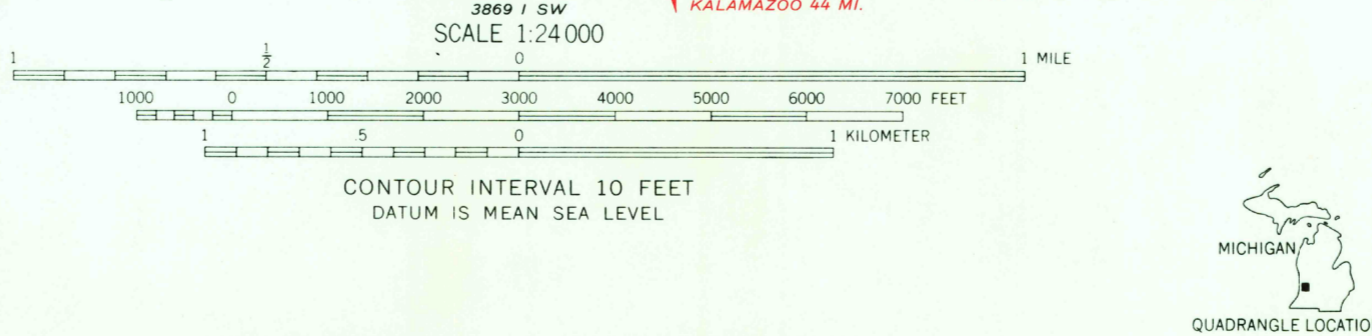 3869 I SW
KALAMAZOO 44 MI.
SCALE 1:24 000
1 1/2 0 1 MILE
1000 0 1000 2000 3000 4000 5000 6000 7000 FEET
1 .5 0 1 KILOMETER
CONTOUR INTERVAL 10 FEET
DATUM IS MEAN SEA LEVEL
MICHIGAN
QUADRANGLE LOCATIO